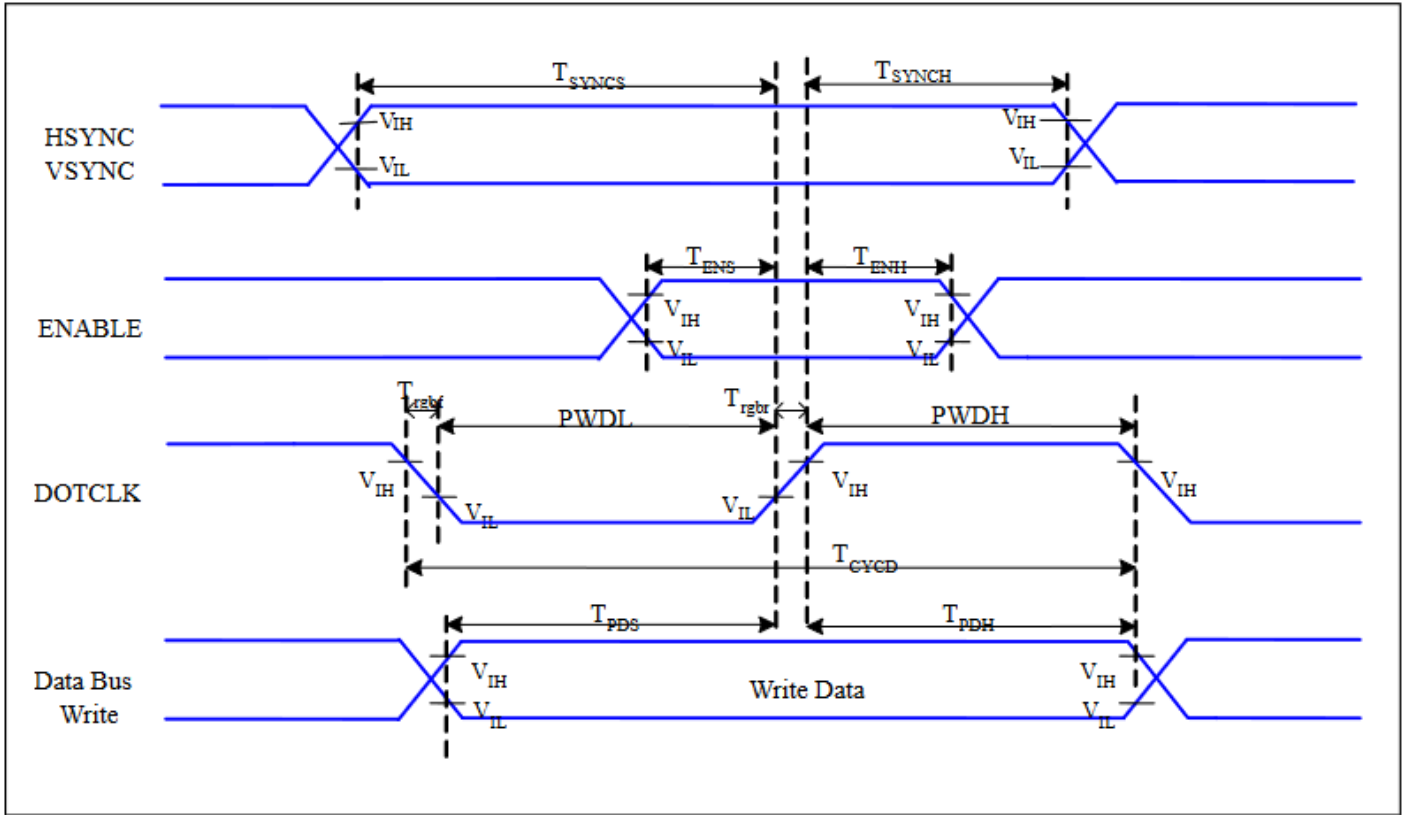 TSYNCS
TSYNCH
HSYNC
VSYNC
VIH
VIL
VIH
VIL
TENS
TENH
ENABLE
VIH
VIL
VIH
VIL
Trgbf
PWDL
Trgbr
PWDH
DOTCLK
VIH
VIL
VIL
VIH
VIH
TCYCD
TPDS
TPDH
Data Bus
Write
VIH
VIL
Write Data
VIH
VIL